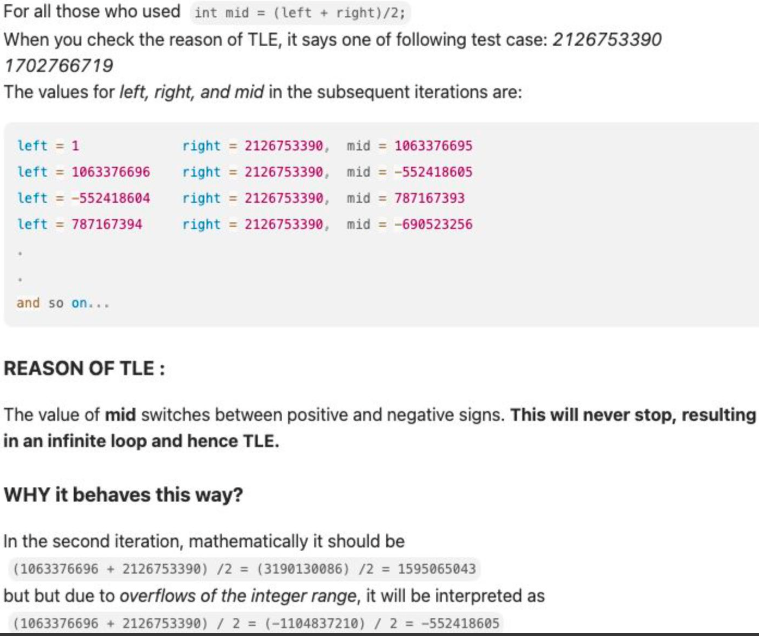 For all those who used int mid = (left + right)/2;
When you check the reason of TLE, it says one of following test case: 2126753390
1702766719
The values for left, right, and mid in the subsequent iterations are:
left = 1 right = 2126753390, mid = 1063376695
left = 1063376696 right = 2126753390, mid = -552418605
left = -552418604 right = 2126753390, mid = 787167393
left = 787167394 right = 2126753390, mid = -690523256
.
.
and so on...
REASON OF TLE :
The value of mid switches between positive and negative signs. This will never stop, resulting
in an infinite loop and hence TLE.
WHY it behaves this way?
In the second iteration, mathematically it should be
(1063376696 + 2126753390) /2 = (3190130086) /2 = 1595065043
but but due to overflows of the integer range, it will be interpreted as
(1063376696 + 2126753390) / 2 = (-1104837210) / 2 = -552418605